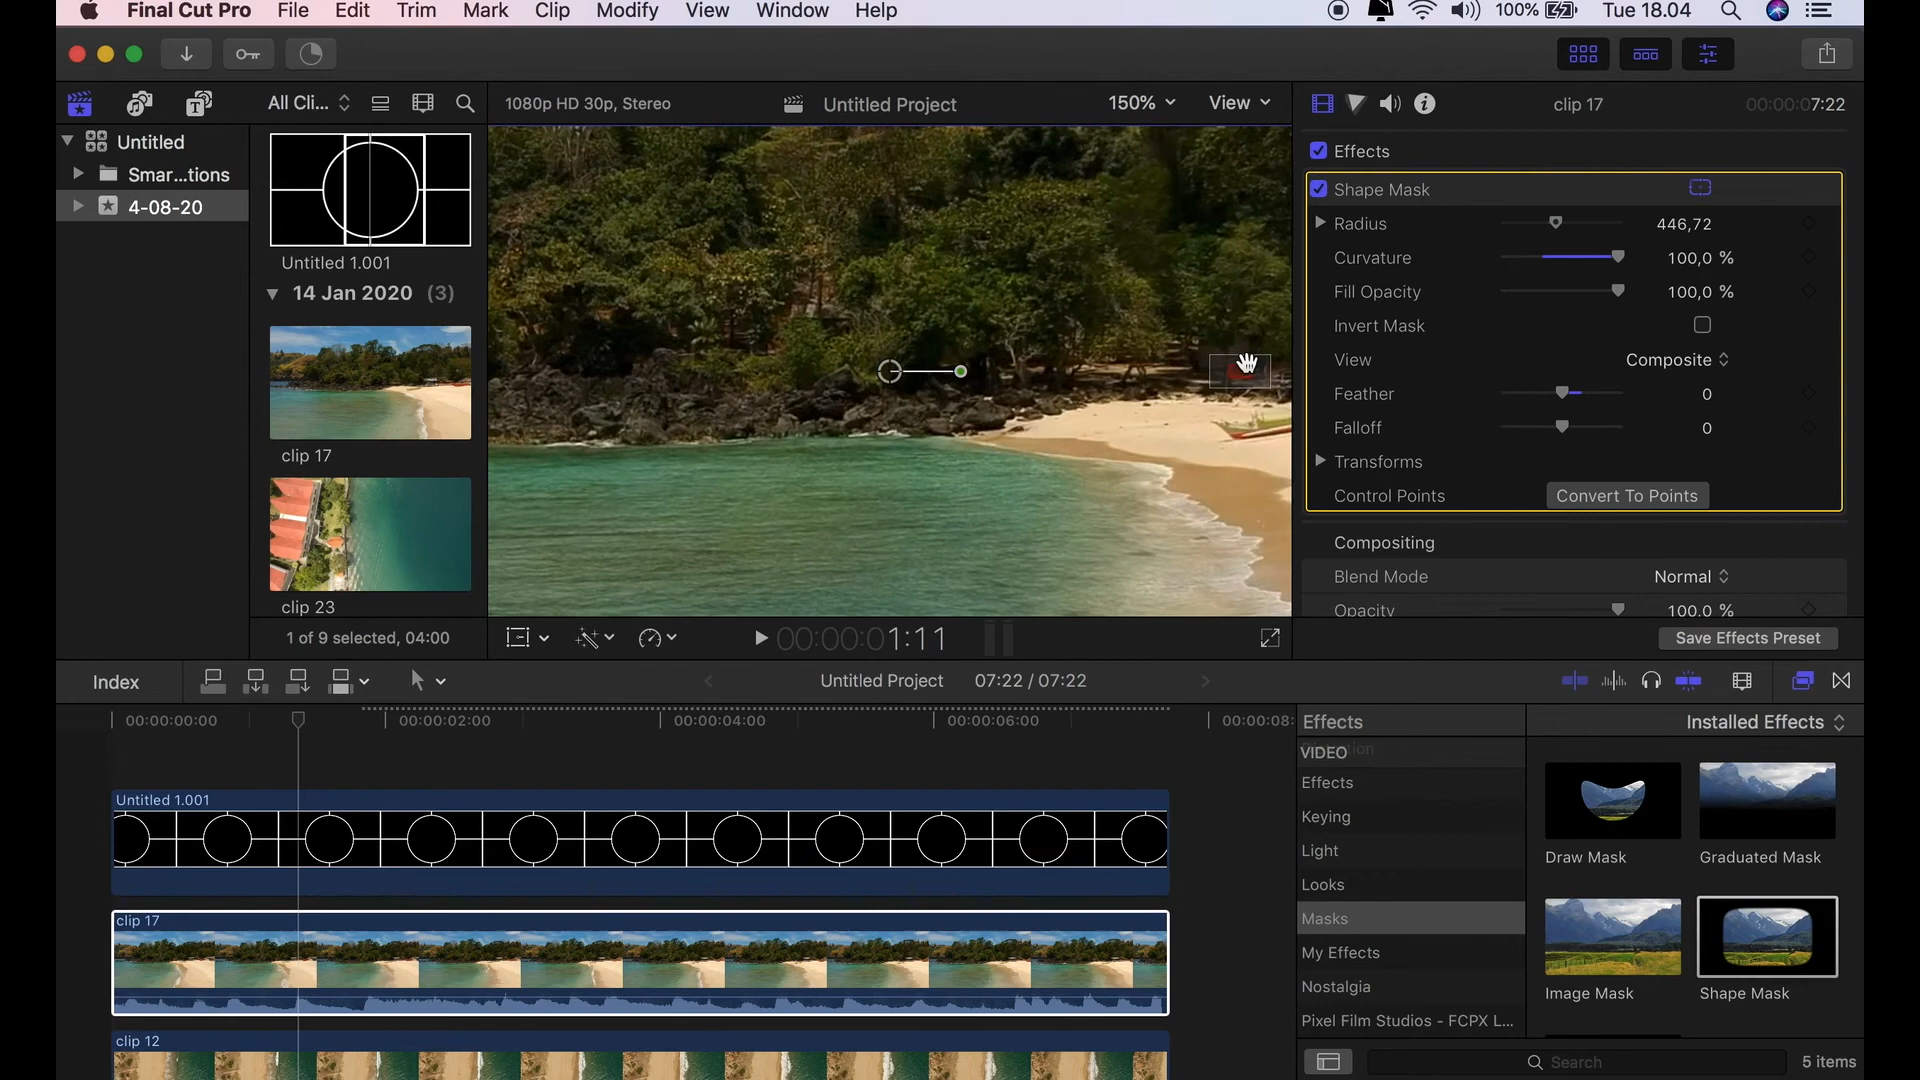 Final Cut Pro File Edit Trim Mark Clip Modify View Window Help 100% Tue 18.04
All Cli... 1080p HD 30p, Stereo Untitled Project 150% View clip 17 00:00:07:22
Untitled
Smar...tions
4-08-20
Untitled 1.001
14 Jan 2020 (3)
clip 17
clip 23
1 of 9 selected, 04:00
00:00:01:11
Effects
Shape Mask
Radius 446,72
Curvature 100,0 %
Fill Opacity 100,0 %
Invert Mask
View Composite
Feather 0
Falloff 0
Transforms
Control Points Convert To Points
Compositing
Blend Mode Normal
Opacity 100,0 %
Save Effects Preset
Index Untitled Project 07:22 / 07:22
00:00:00:00 00:00:02:00 00:00:04:00 00:00:06:00 00:00:08:
Untitled 1.001
clip 17
clip 12
Effects Installed Effects
VIDEO
Effects
Keying
Light
Looks
Masks
My Effects
Nostalgia
Pixel Film Studios - FCPX L...
Draw Mask Graduated Mask
Image Mask Shape Mask
Search 5 items